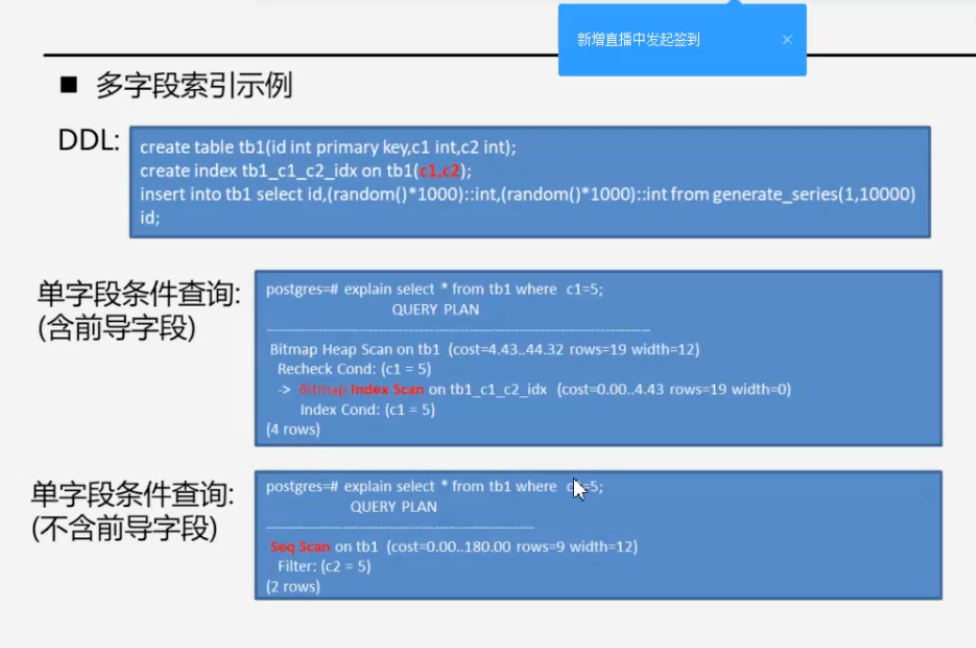 新增直播中发起签到
■ 多字段索引示例
DDL:
create table tb1(id int primary key,c1 int,c2 int);
create index tb1_c1_c2_idx on tb1(c1,c2);
insert into tb1 select id,(random()*1000)::int,(random()*1000)::int from generate_series(1,10000)
id;
单字段条件查询:
(含前导字段)
postgres=# explain select * from tb1 where c1=5;
QUERY PLAN
Bitmap Heap Scan on tb1 (cost=4.43..44.32 rows=19 width=12)
Recheck Cond: (c1 = 5)
-> Bitmap Index Scan on tb1_c1_c2_idx (cost=0.00..4.43 rows=19 width=0)
Index Cond: (c1 = 5)
(4 rows)
单字段条件查询:
(不含前导字段)
postgres=# explain select * from tb1 where =5;
QUERY PLAN
Seq Scan on tb1 (cost=0.00..180.00 rows=9 width=12)
Filter: (c2 = 5)
(2 rows)